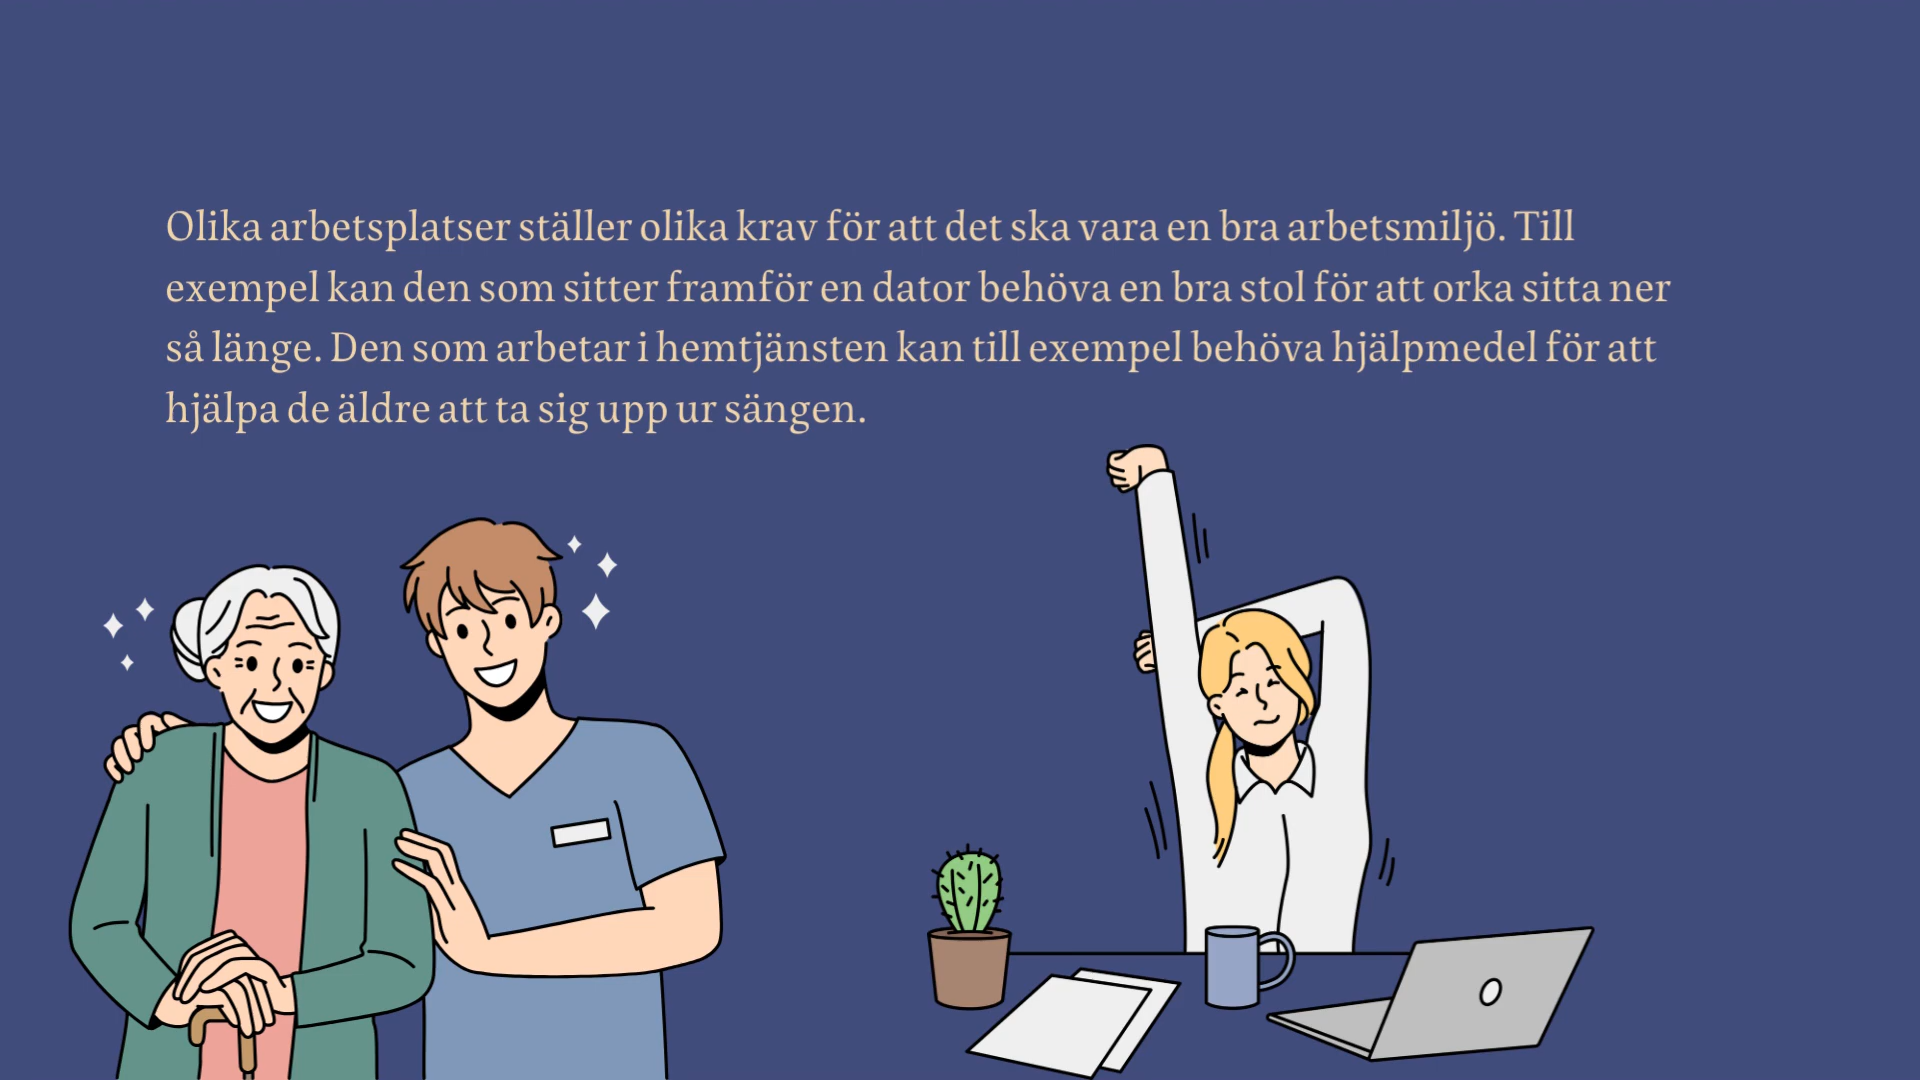 Olika arbetsplatser ställer olika krav för att det ska vara en bra arbetsmiljö. Till
exempel kan den som sitter framför en dator behöva en bra stol för att orka sitta ner
så länge. Den som arbetar i hemtjänsten kan till exempel behöva hjälpmedel för att
hjälpa de äldre att ta sig upp ur sängen.